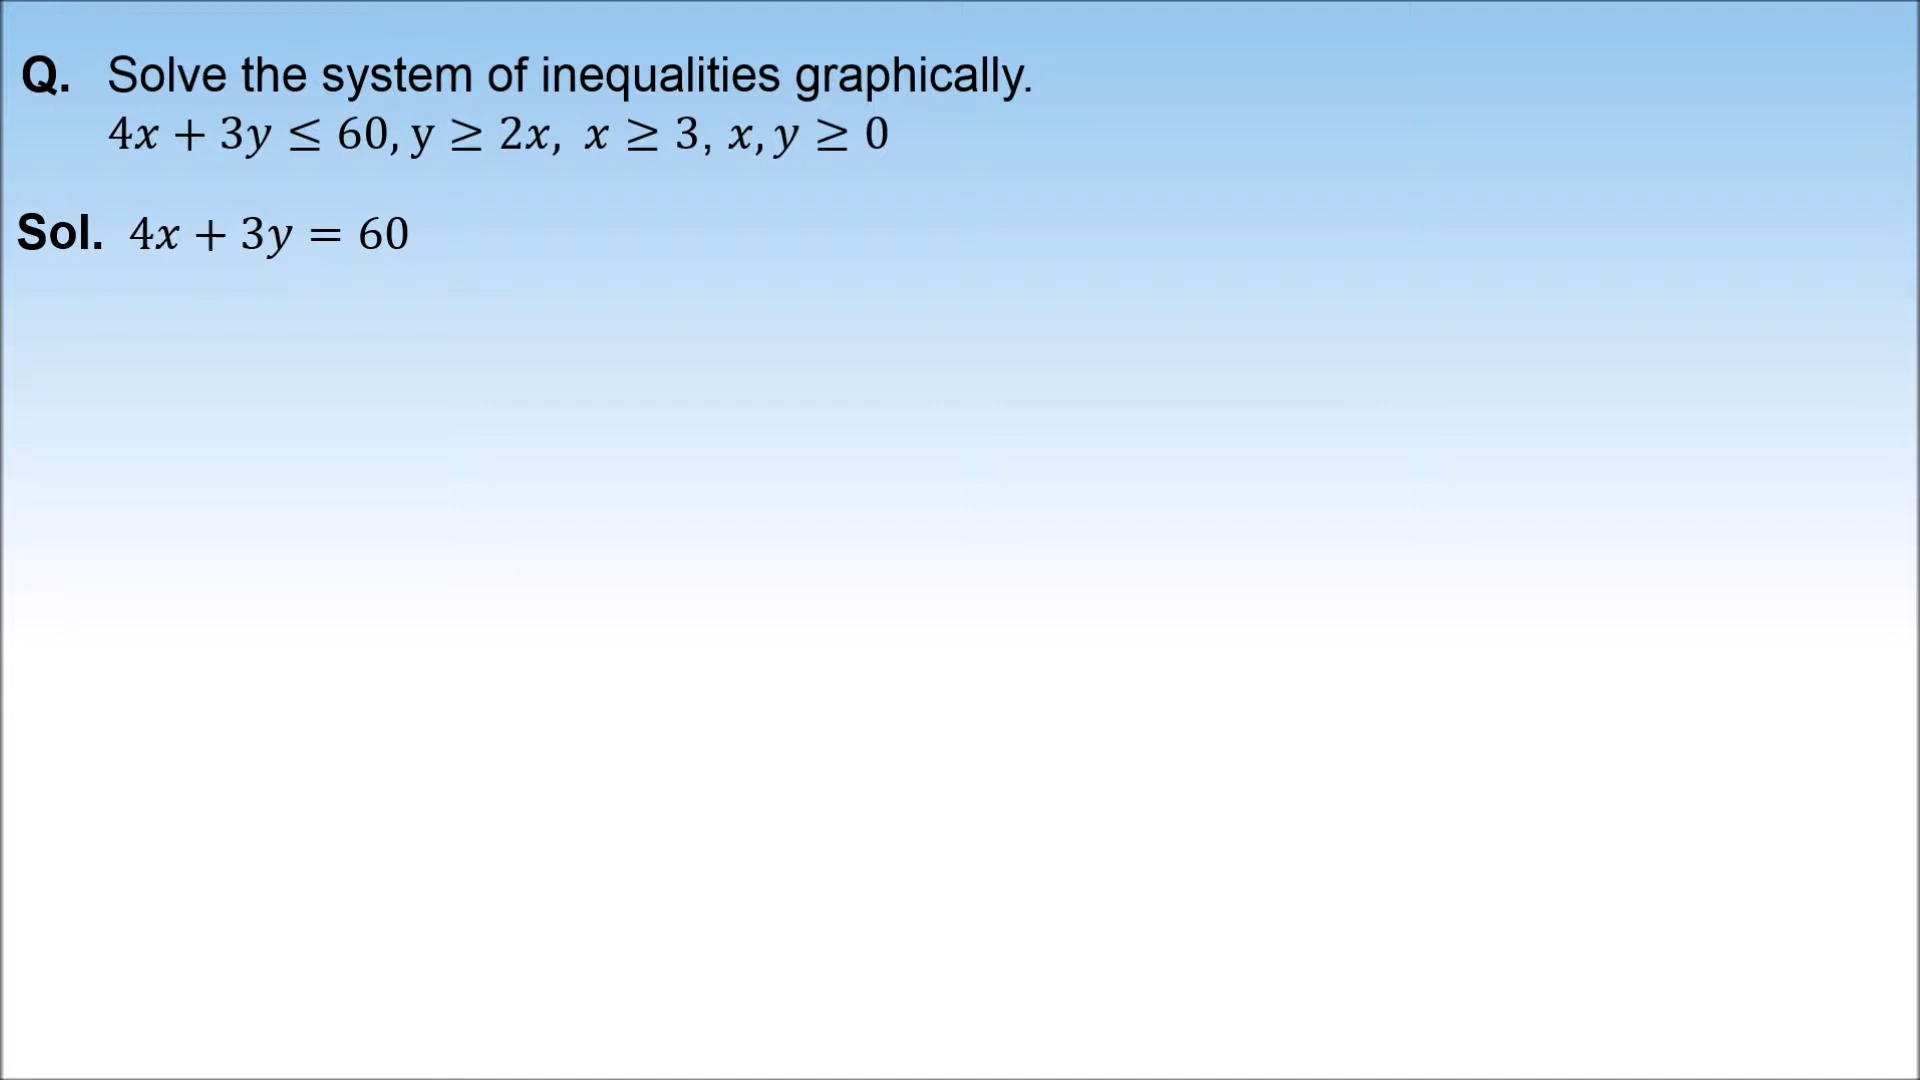 Q. Solve the system of inequalities graphically.
4x + 3y ≤ 60, y ≥ 2x, x ≥ 3, x, y ≥ 0
Sol. 4x + 3y = 60